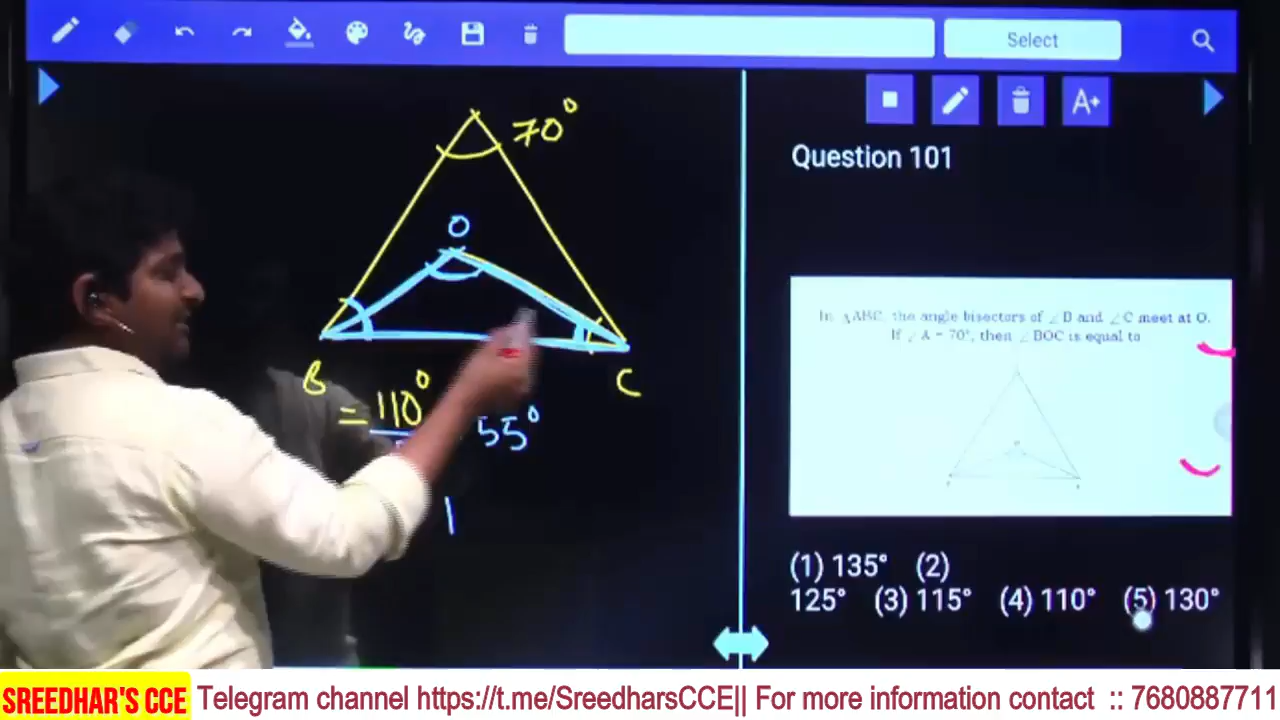 Select
A+
70°
O
B
C
= 110°
55°
1
Question 101
In △ABC, the angle bisectors of ∠B and ∠C meet at O.
If ∠A = 70°, then ∠BOC is equal to
(1) 135° (2)
125° (3) 115° (4) 110° (5) 130°
SREEDHAR'S CCE Telegram channel https://t.me/SreedharsCCE|| For more information contact :: 7680887711